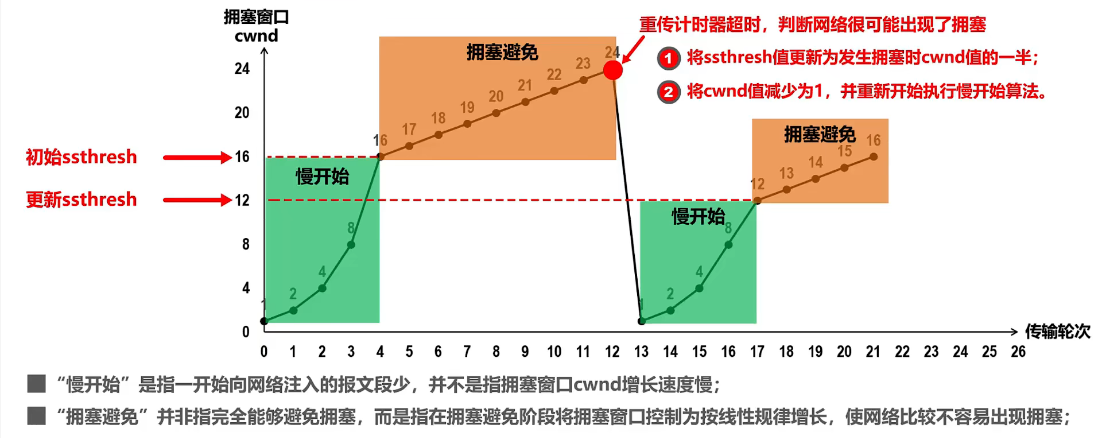 拥塞窗口
cwnd
重传计时器超时，判断网络很可能出现了拥塞
① 将ssthresh值更新为发生拥塞时cwnd值的一半；
② 将cwnd值减少为1，并重新开始执行慢开始算法。
拥塞避免
24
24
23
22
21
20
20
19
18
17
16
初始ssthresh
16
慢开始
拥塞避免
16
15
14
13
12
更新ssthresh
12
慢开始
8
8
8
4
4
4
2
2
1
1
0
传输轮次
0 1 2 3 4 5 6 7 8 9 10 11 12 13 14 15 16 17 18 19 20 21 22 23 24 25 26
“慢开始”是指一开始向网络注入的报文段少，并不是指拥塞窗口cwnd增长速度慢；
“拥塞避免”并非指完全能够避免拥塞，而是指在拥塞避免阶段将拥塞窗口控制为按线性规律增长，使网络比较不容易出现拥塞；